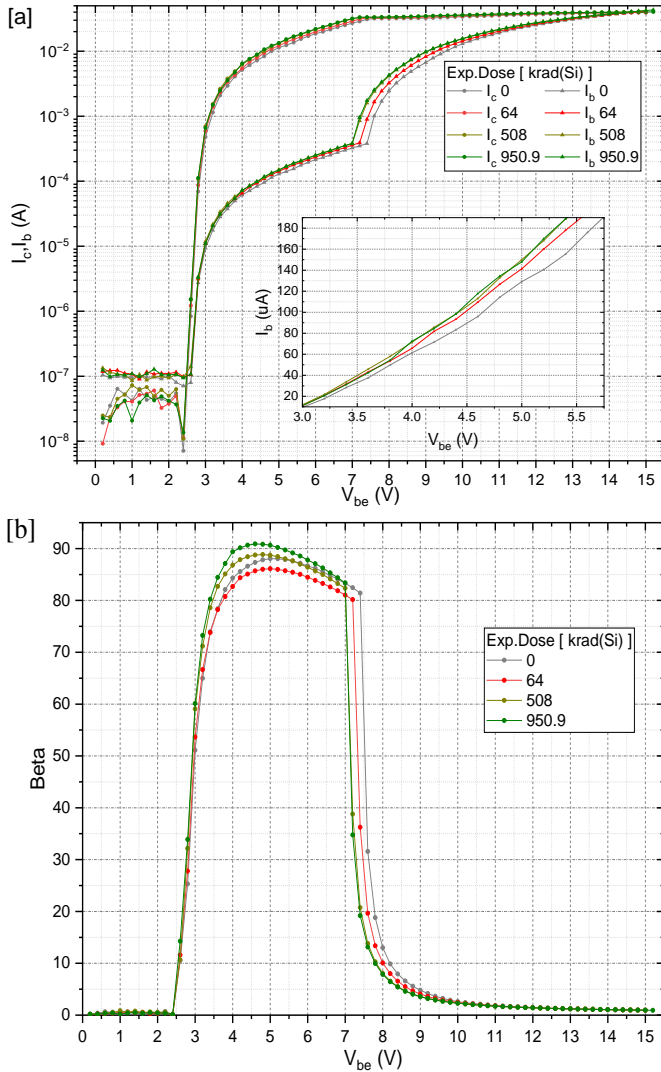 [a]
10⁻²
10⁻³
10⁻⁴
10⁻⁵
10⁻⁶
10⁻⁷
10⁻⁸
I_c,I_b (A)
Exp.Dose [ krad(Si) ]
I_c 0 I_b 0
I_c 64 I_b 64
I_c 508 I_b 508
I_c 950.9 I_b 950.9
180
160
140
120
100
80
60
40
20
I_b (uA)
3.0 3.5 4.0 4.5 5.0 5.5
V_be (V)
0 1 2 3 4 5 6 7 8 9 10 11 12 13 14 15
V_be (V)
[b]
90
80
70
60
50
40
30
20
10
0
Beta
Exp.Dose [ krad(Si) ]
0
64
508
950.9
0 1 2 3 4 5 6 7 8 9 10 11 12 13 14 15
V_be (V)